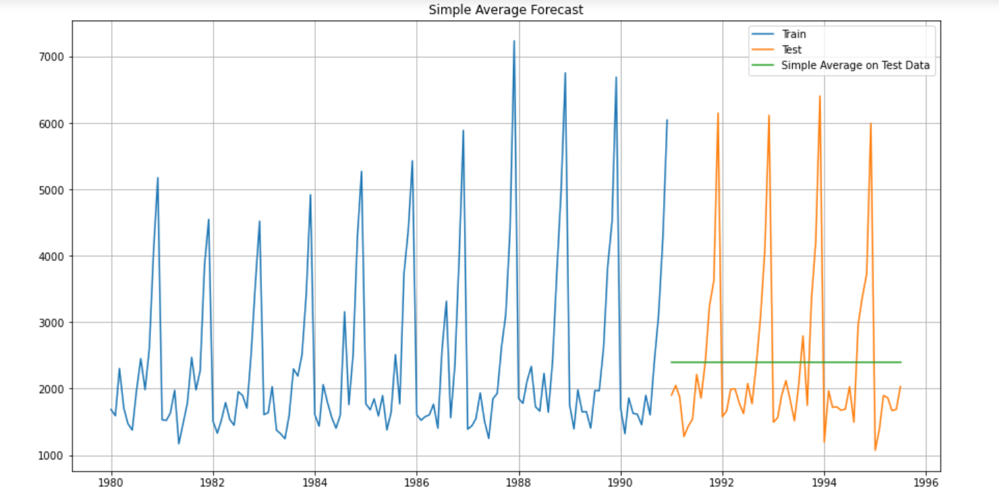 Simple Average Forecast
Train
Test
Simple Average on Test Data
7000
6000
5000
4000
3000
2000
1000
1980 1982 1984 1986 1988 1990 1992 1994 1996